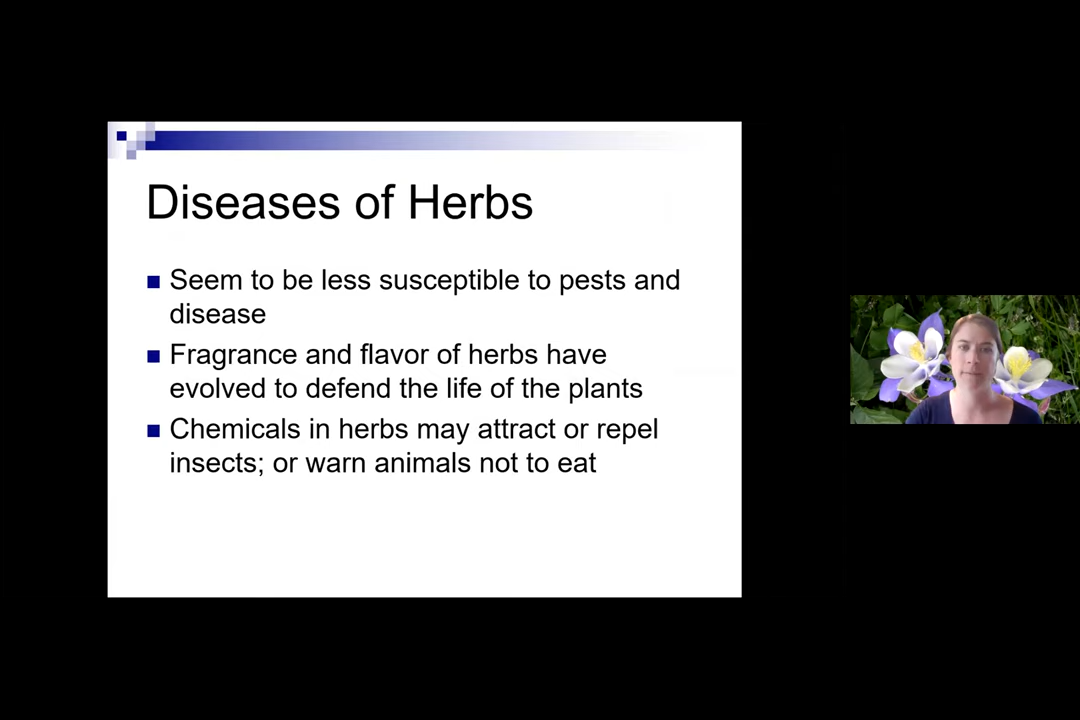 Diseases of Herbs
Seem to be less susceptible to pests and
disease
Fragrance and flavor of herbs have
evolved to defend the life of the plants
Chemicals in herbs may attract or repel
insects; or warn animals not to eat